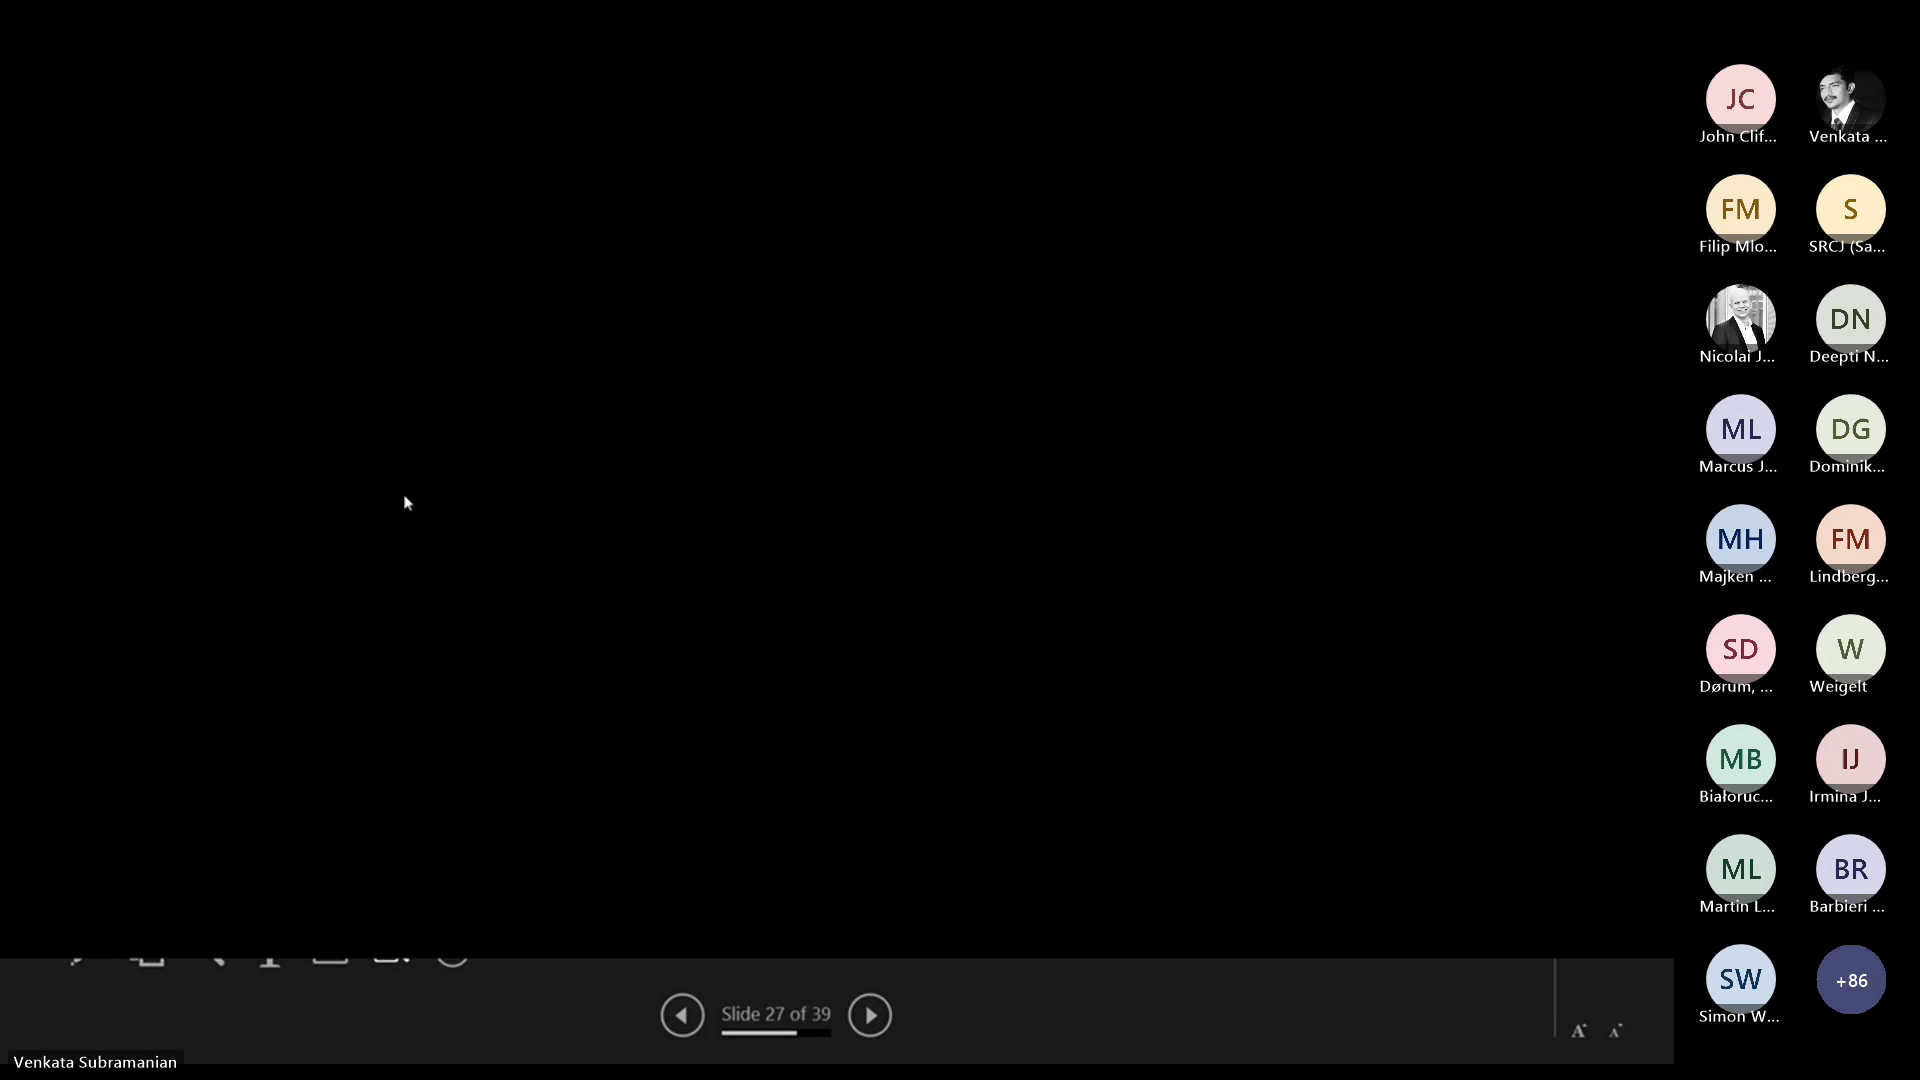 JC
John Clif...
Venkata ...
FM
Filip Mlo...
S
SRCJ (Sa...
Nicolai J...
DN
Deepti N...
ML
Marcus J...
DG
Dominik...
MH
Majken ...
FM
Lindberg...
SD
Dørum, ...
W
Weigelt
MB
Białoruc...
IJ
Irmina J...
ML
Martin L...
BR
Barbieri ...
SW
Simon W...
+86
Slide 27 of 39
A A
Venkata Subramanian